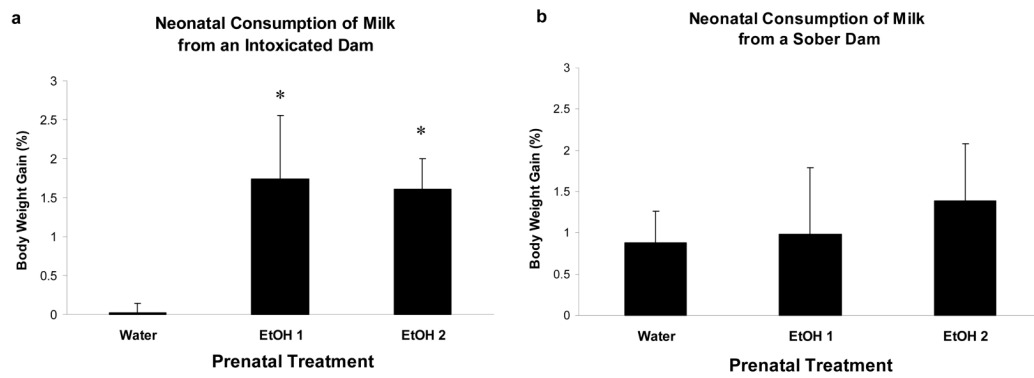 a
Neonatal Consumption of Milk
from an Intoxicated Dam
Body Weight Gain (%)
3
2.5
2
1.5
1
0.5
0
*
*
Water
EtOH 1
EtOH 2
Prenatal Treatment
b
Neonatal Consumption of Milk
from a Sober Dam
Body Weight Gain (%)
3
2.5
2
1.5
1
0.5
0
Water
EtOH 1
EtOH 2
Prenatal Treatment